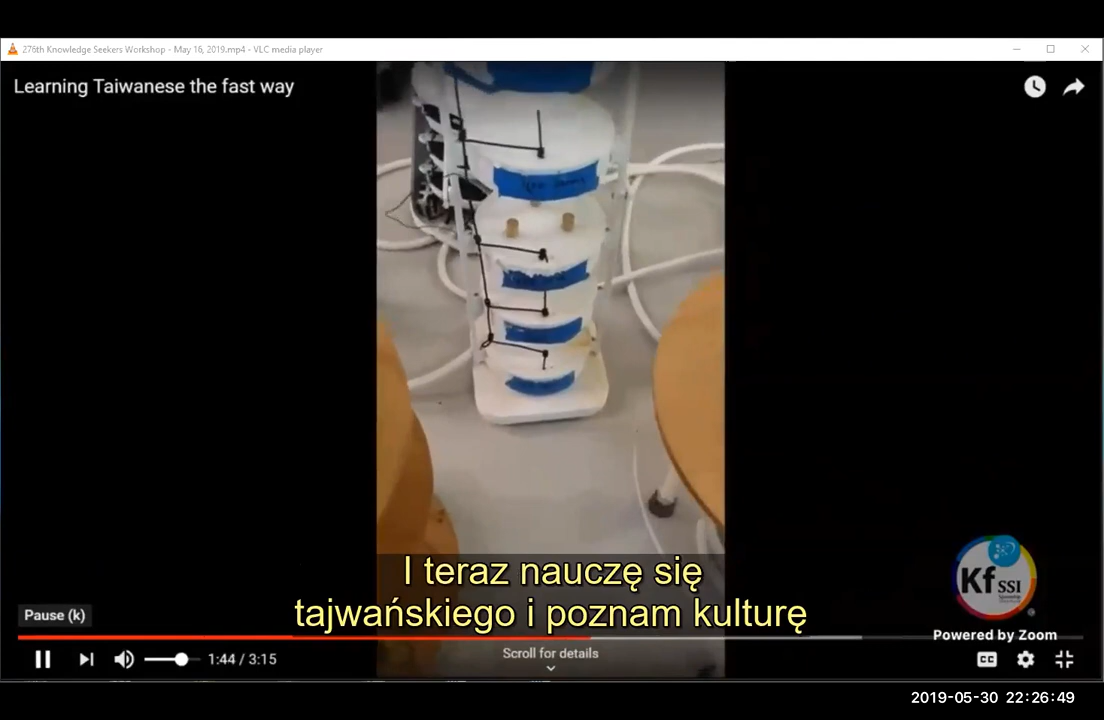 276th Knowledge Seekers Workshop - May 16, 2019.mp4 - VLC media player
Learning Taiwanese the fast way
I teraz nauczę się
tajwańskiego i poznam kulturę
Kf SSI
Pause (k)
Powered by Zoom
1:44 / 3:15
Scroll for details
CC
2019-05-30 22:26:49